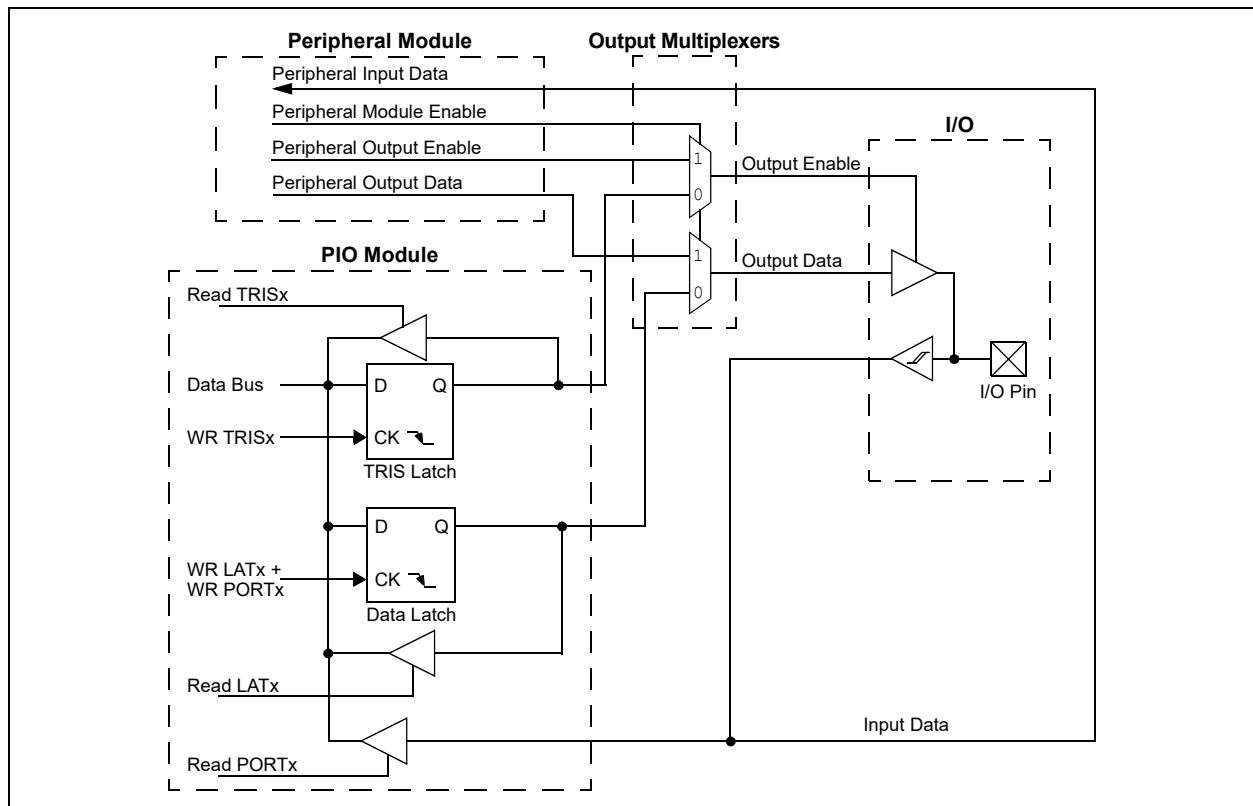 Peripheral Module
Output Multiplexers
Peripheral Input Data
Peripheral Module Enable
Peripheral Output Enable
Peripheral Output Data
1
0
Output Enable
I/O
1
0
Output Data
I/O Pin
PIO Module
Read TRISx
Data Bus
D
Q
WR TRISx
CK
TRIS Latch
D
Q
WR LATx +
WR PORTx
CK
Data Latch
Read LATx
Input Data
Read PORTx